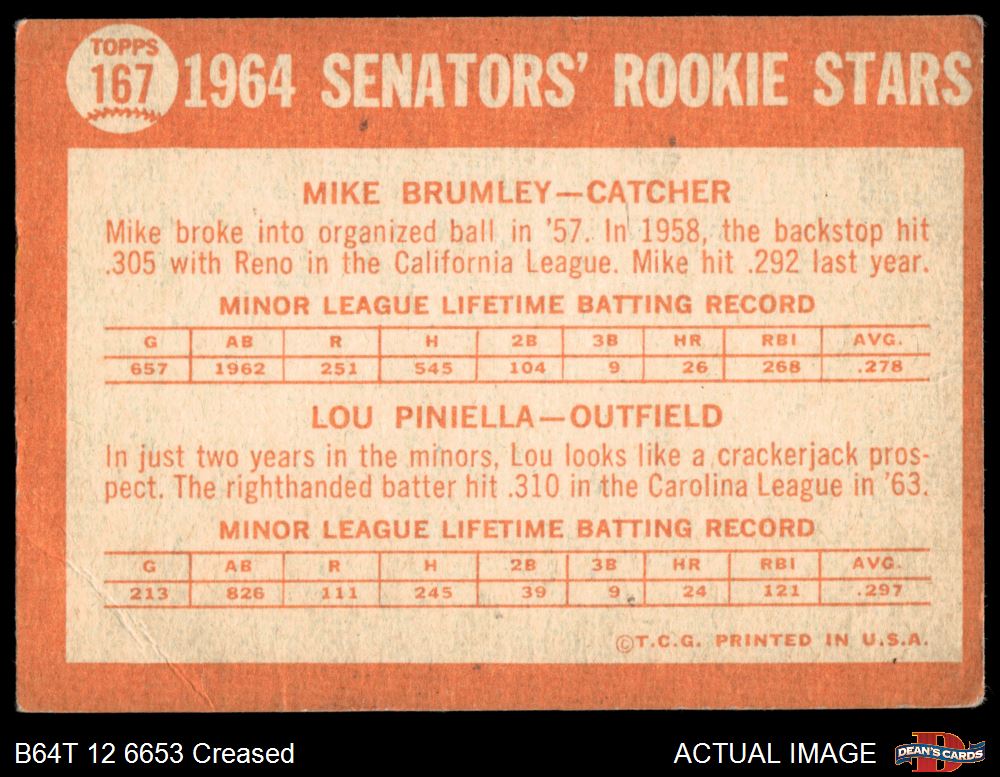 TOPPS
167
1964 SENATORS' ROOKIE STARS
MIKE BRUMLEY—CATCHER
Mike broke into organized ball in '57. In 1958, the backstop hit
.305 with Reno in the California League. Mike hit .292 last year.
MINOR LEAGUE LIFETIME BATTING RECORD
G AB R H 2B 3B HR RBI AVG.
657 1962 251 545 104 9 26 268 .278
LOU PINIELLA—OUTFIELD
In just two years in the minors, Lou looks like a crackerjack pros-
pect. The righthanded batter hit .310 in the Carolina League in '63.
MINOR LEAGUE LIFETIME BATTING RECORD
G AB R H 2B 3B HR RBI AVG.
213 826 111 245 39 9 24 121 .297
©T.C.G. PRINTED IN U.S.A.
B64T 12 6653 Creased
ACTUAL IMAGE
D
DEAN'S CARDS